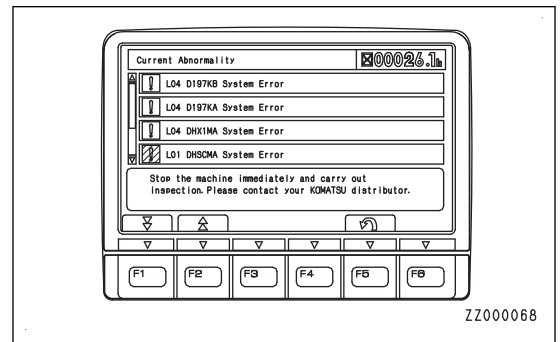 Current Abnormality 00026.1h
L04 D197KB System Error
L04 D197KA System Error
L04 DHX1MA System Error
L01 DHSCMA System Error
Stop the machine immediately and carry out
inspection. Please contact your KOMATSU distributor.
F1 F2 F3 F4 F5 F6
ZZ000068